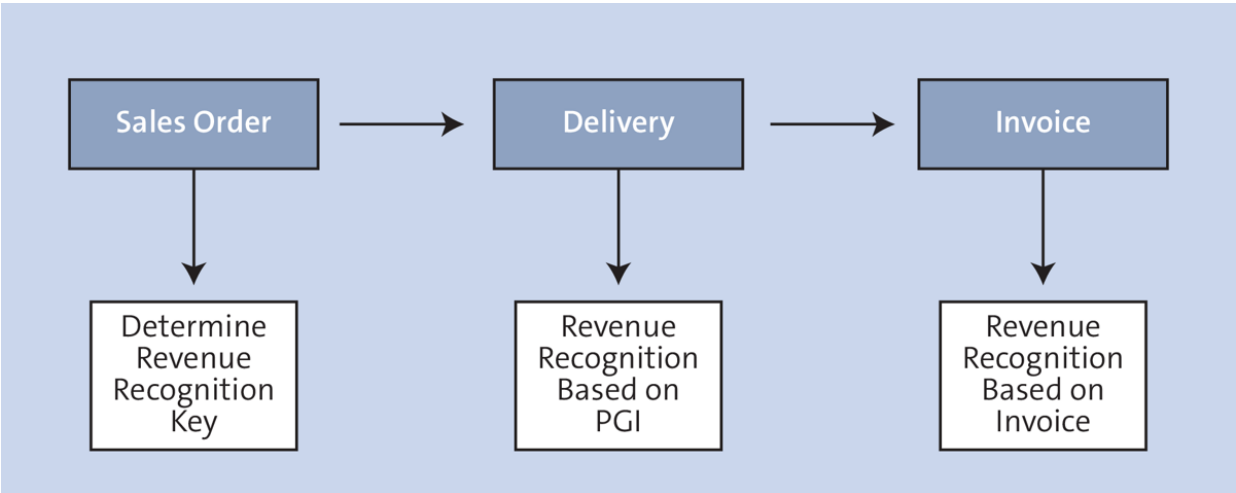 Sales Order
Delivery
Invoice
Determine
Revenue
Recognition
Key
Revenue
Recognition
Based on
PGI
Revenue
Recognition
Based on
Invoice